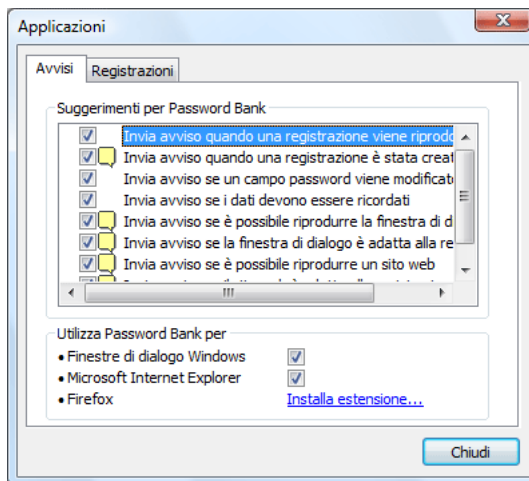 Applicazioni
Avvisi Registrazioni
Suggerimenti per Password Bank
Invia avviso quando una registrazione viene riprodo
Invia avviso quando una registrazione è stata creat
Invia avviso se un campo password viene modificato
Invia avviso se i dati devono essere ricordati
Invia avviso se è possibile riprodurre la finestra di d
Invia avviso se la finestra di dialogo è adatta alla re
Invia avviso se è possibile riprodurre un sito web
Utilizza Password Bank per
• Finestre di dialogo Windows
• Microsoft Internet Explorer
• Firefox Installa estensione...
Chiudi